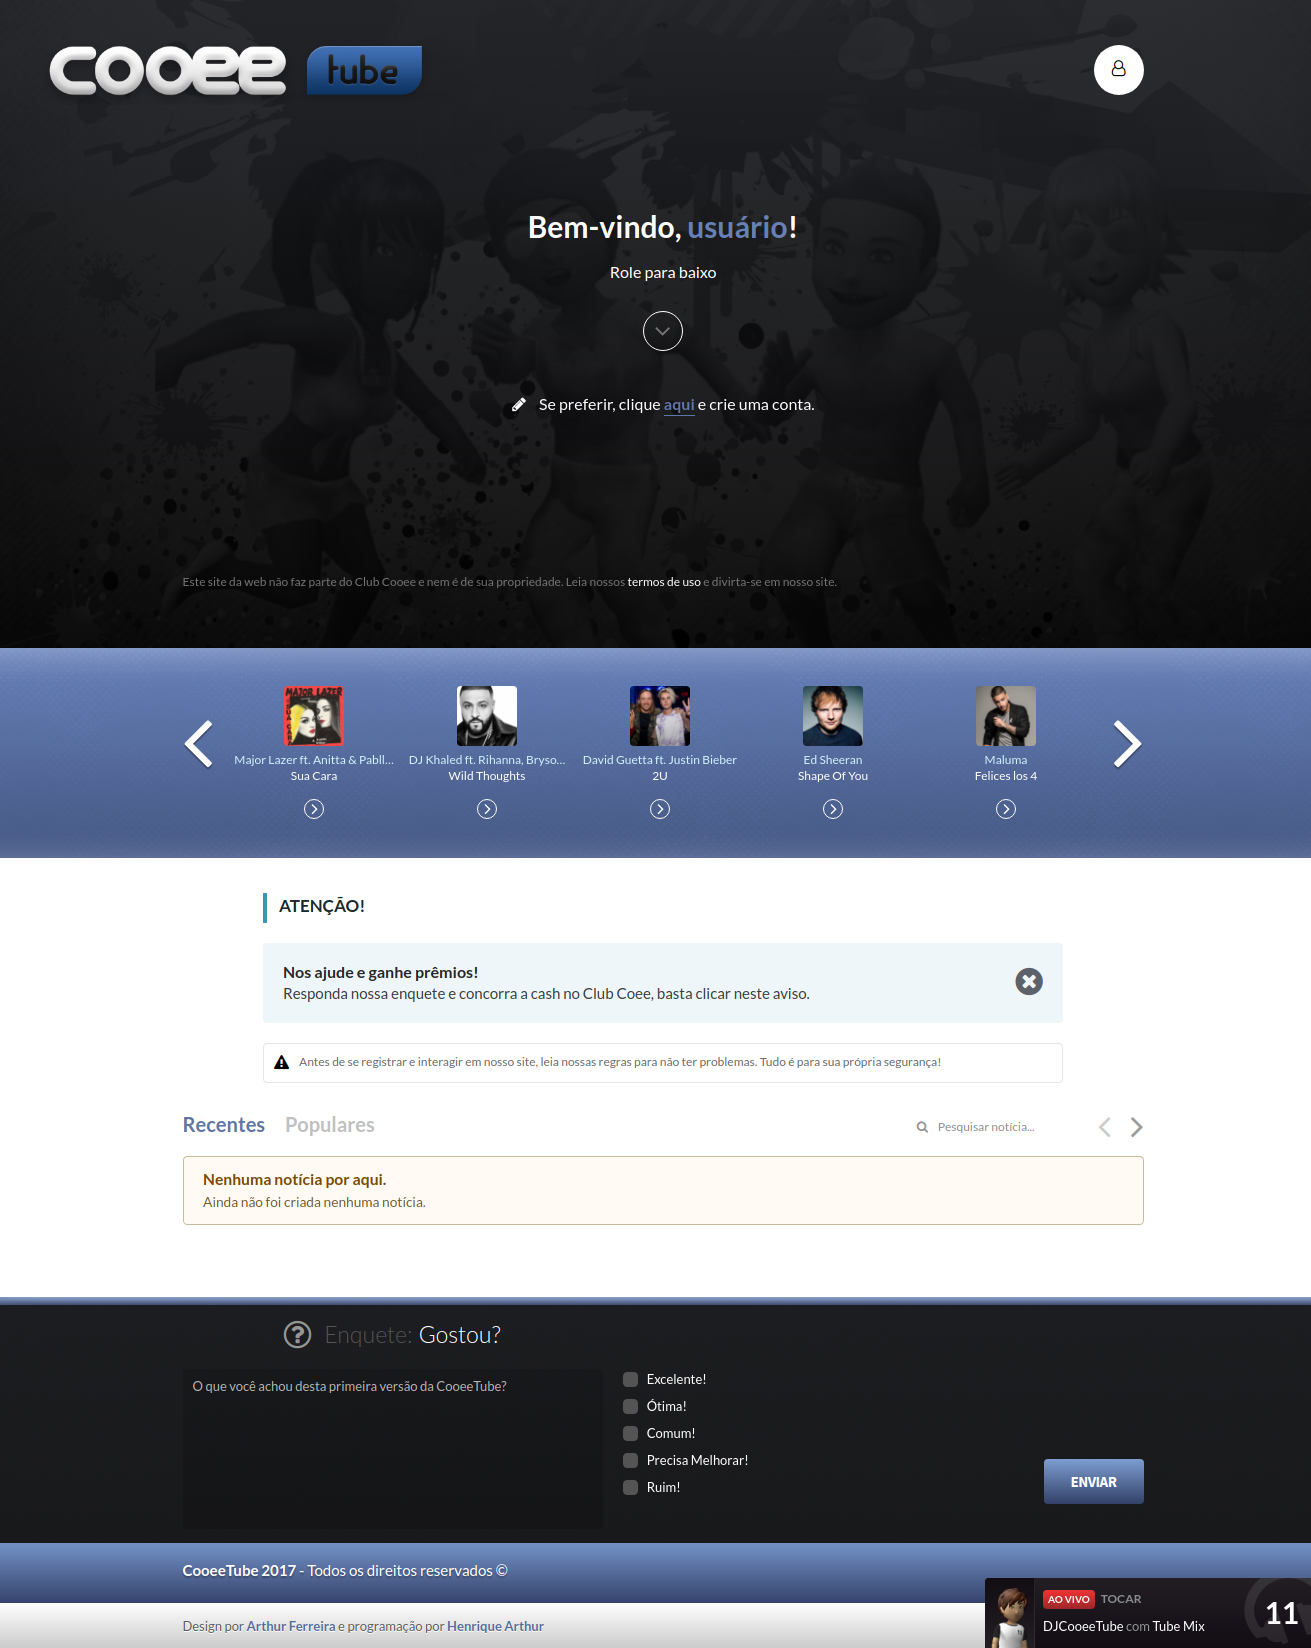 cooee tube
Bem-vindo, usuário!
Role para baixo
Se preferir, clique aqui e crie uma conta.
Este site da web não faz parte do Club Cooee e nem é de sua propriedade. Leia nossos termos de uso e divirta-se em nosso site.
MAJOR LAZER
Major Lazer ft. Anitta & Pabll...
Sua Cara
DJ Khaled ft. Rihanna, Bryso...
Wild Thoughts
David Guetta ft. Justin Bieber
2U
Ed Sheeran
Shape Of You
Maluma
Felices los 4
ATENÇÃO!
Nos ajude e ganhe prêmios!
Responda nossa enquete e concorra a cash no Club Coee, basta clicar neste aviso.
Antes de se registrar e interagir em nosso site, leia nossas regras para não ter problemas. Tudo é para sua própria segurança!
Recentes Populares
Pesquisar notícia...
Nenhuma notícia por aqui.
Ainda não foi criada nenhuma notícia.
Enquete: Gostou?
O que você achou desta primeira versão da CooeeTube?
Excelente!
Ótima!
Comum!
Precisa Melhorar!
Ruim!
ENVIAR
CooeeTube 2017 - Todos os direitos reservados ©
Design por Arthur Ferreira e programação por Henrique Arthur
AO VIVO TOCAR
DJCooeeTube com Tube Mix
11